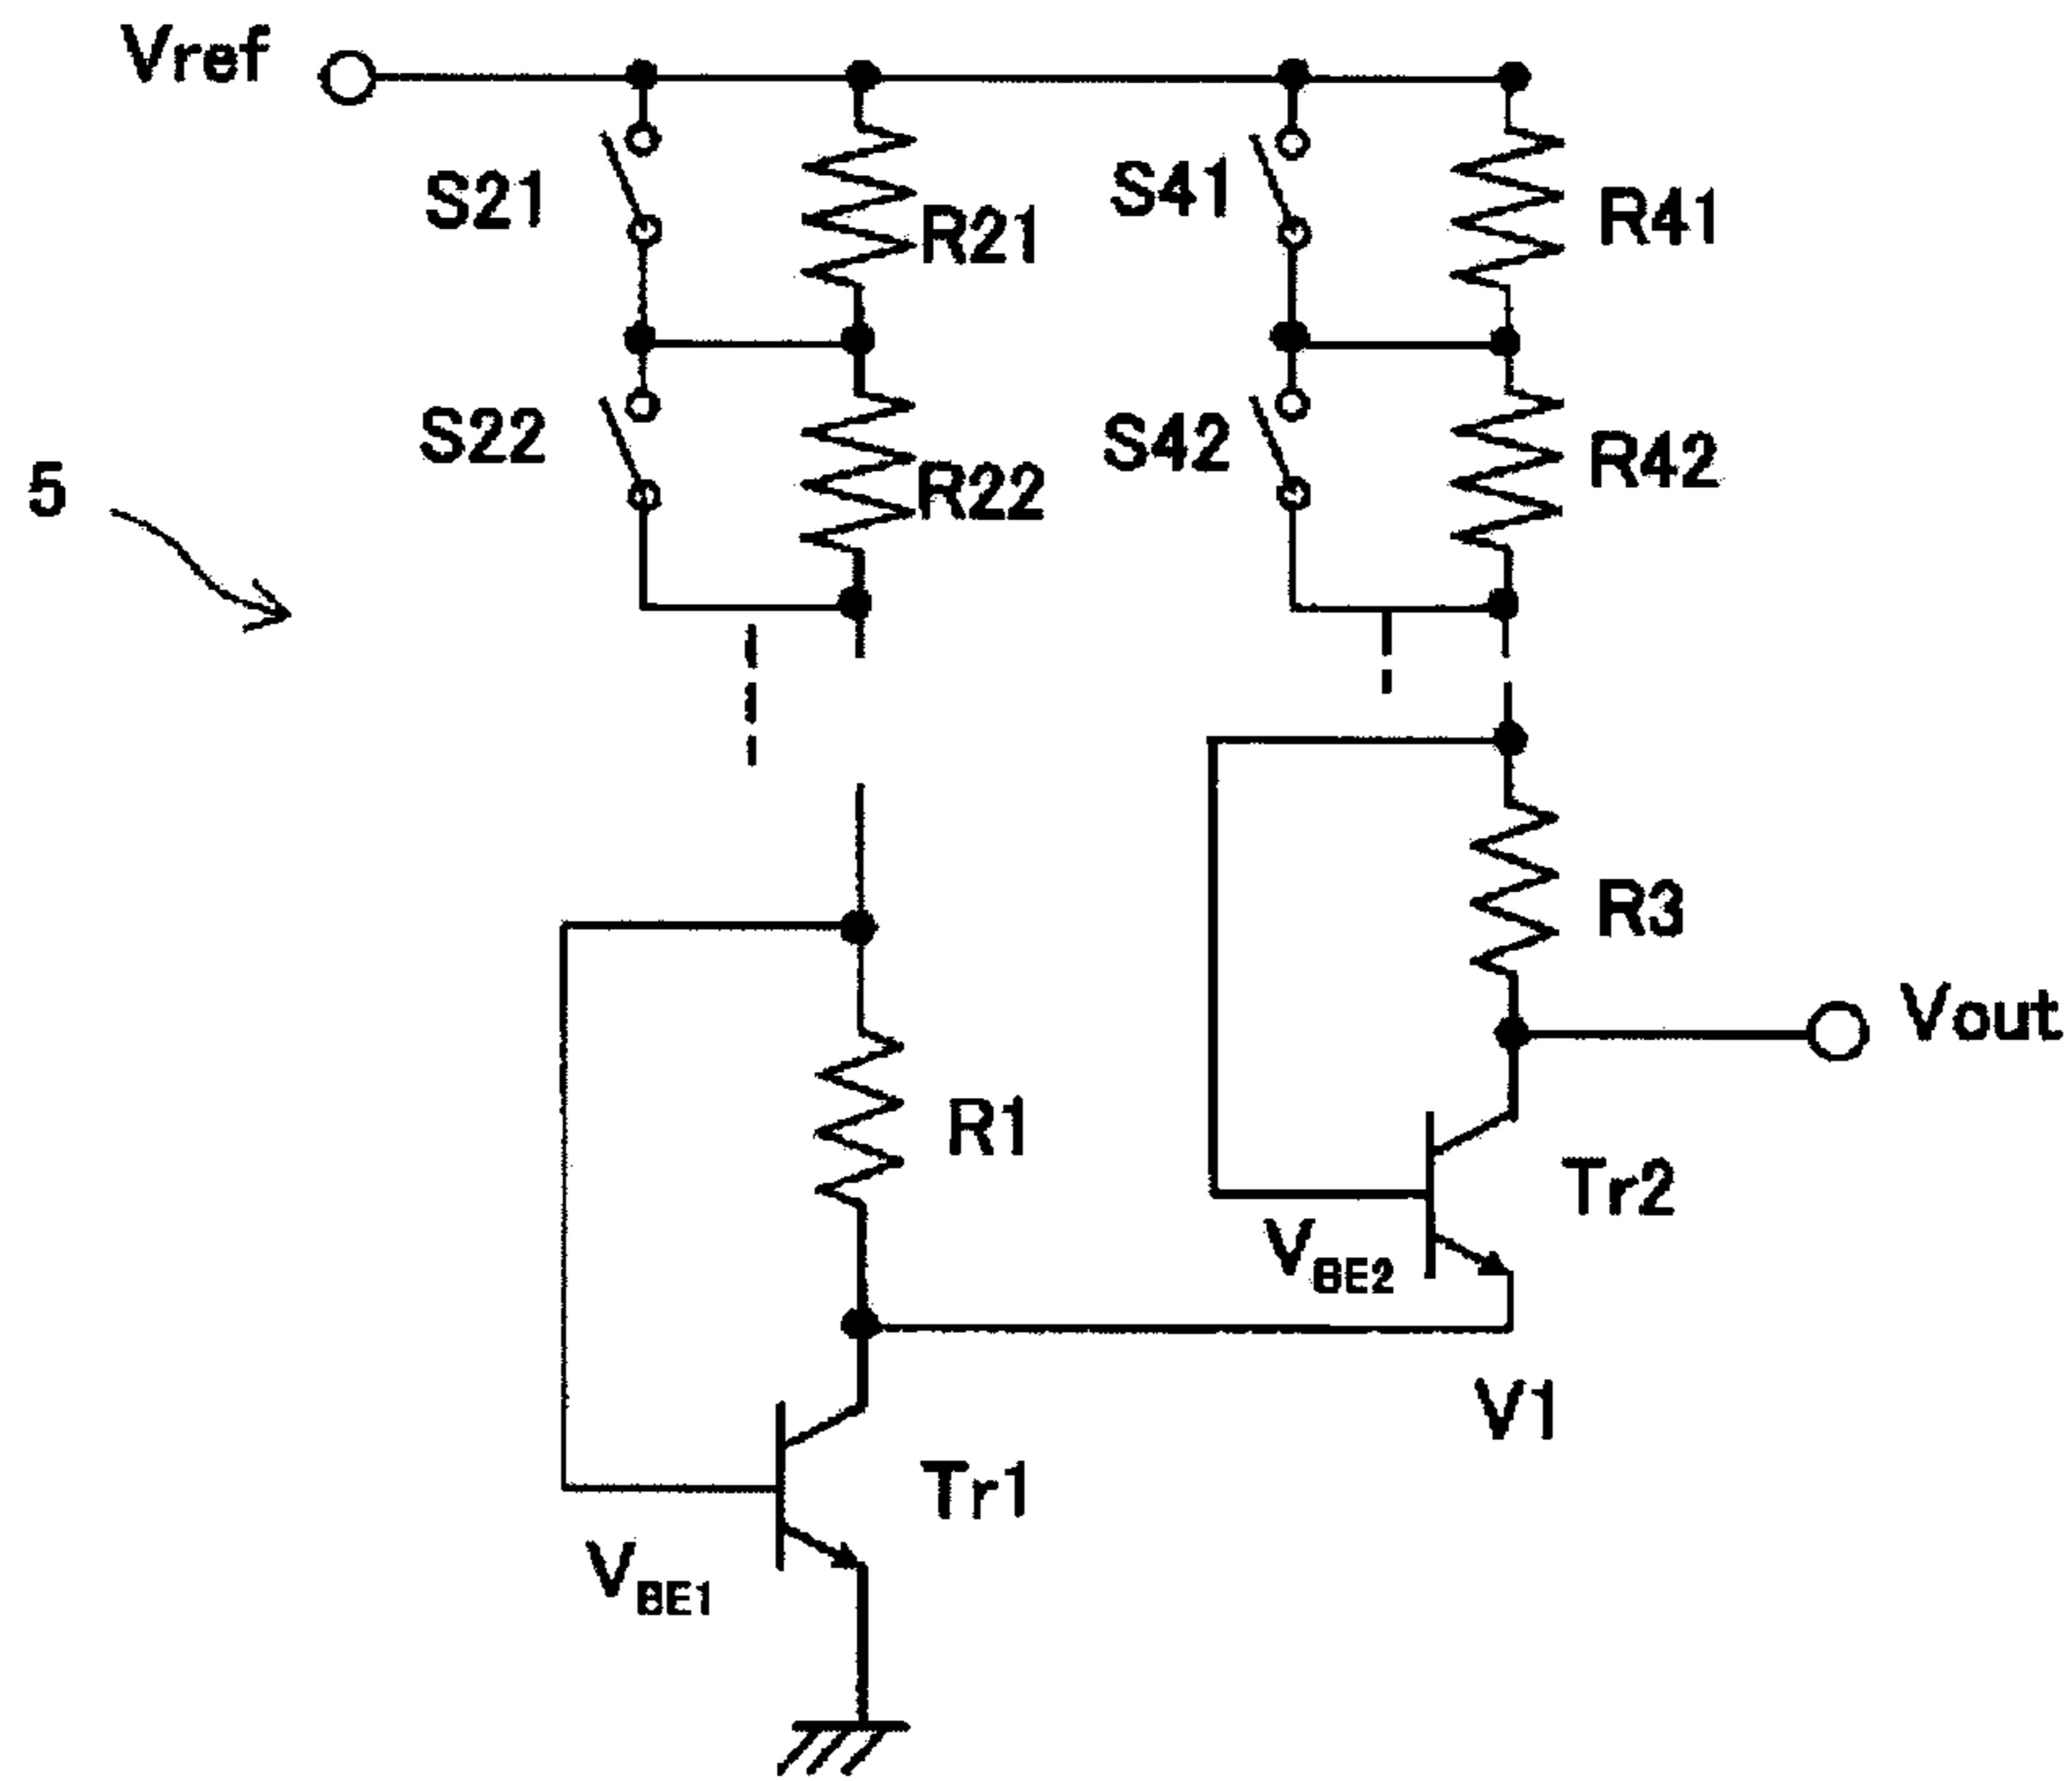 Vref
S21
R21
S41
R41
S22
R22
S42
R42
5
R3
Vout
R1
Tr2
VBE2
V1
Tr1
VBE1